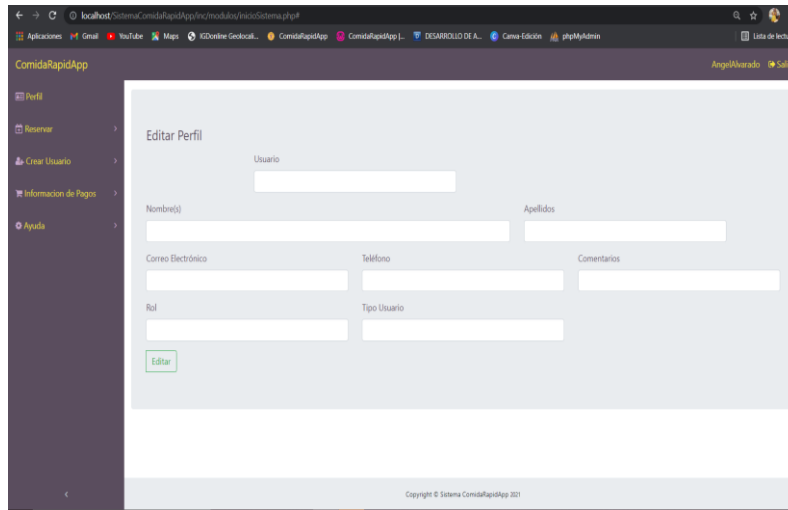 localhost/SistemaComidaRapidApp/inc/modulos/inicioSistema.php#
Aplicaciones Gmail YouTube Maps IGDonline Geolocali... ComidaRapidApp ComidaRapidApp |... DESARROLLO DE A... Canva-Edición phpMyAdmin Lista de lectu
ComidaRapidApp AngelAlvarado Sali
Perfil
Reservar
Crear Usuario
Informacion de Pagos
Ayuda
Editar Perfil
Usuario
Nombre(s) Apellidos
Correo Electrónico Teléfono Comentarios
Rol Tipo Usuario
Editar
Copyright © Sistema ComidaRapidApp 2021